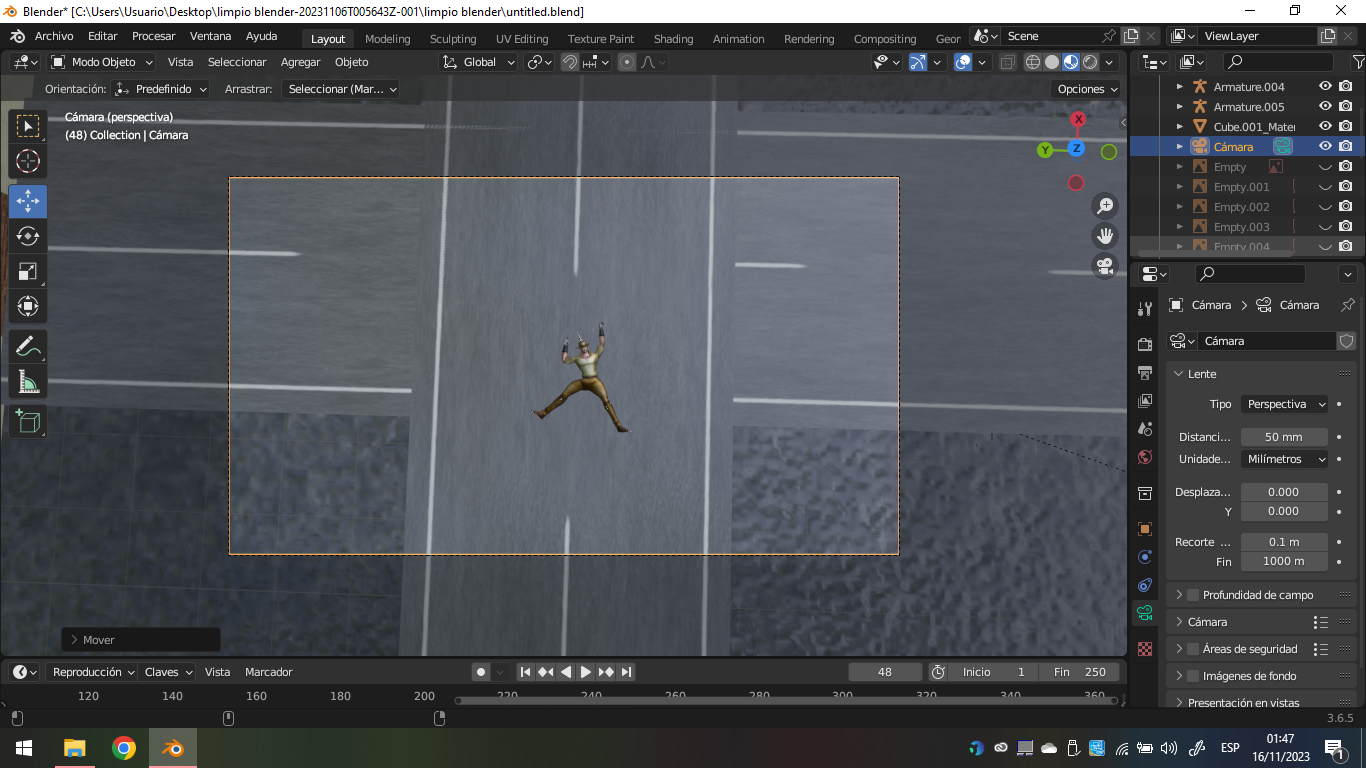 Blender* [C:\Users\Usuario\Desktop\limpio blender-20231106T005643Z-001\limpio blender\untitled.blend]
Archivo Editar Procesar Ventana Ayuda Layout Modeling Sculpting UV Editing Texture Paint Shading Animation Rendering Compositing Geor Scene ViewLayer
Modo Objeto Vista Seleccionar Agregar Objeto Global
Orientación: Predefinido Arrastrar: Seleccionar (Mar... Opciones
Cámara (perspectiva)
(48) Collection | Cámara
X
Y
Z
Mover
Armature.004
Armature.005
Cube.001_Mater
Cámara
Empty
Empty.001
Empty.002
Empty.003
Empty.004
Cámara Cámara
Cámara
Lente
Tipo Perspectiva
Distanci... 50 mm
Unidade... Milímetros
Desplaza... 0.000
Y 0.000
Recorte ... 0.1 m
Fin 1000 m
Profundidad de campo
Cámara
Áreas de seguridad
Imágenes de fondo
Presentación en vistas
Reproducción Claves Vista Marcador 48 Inicio 1 Fin 250
120 140 160 180 200 220 240 260 280 300 320 340 360
3.6.5
ESP
01:47
16/11/2023
1